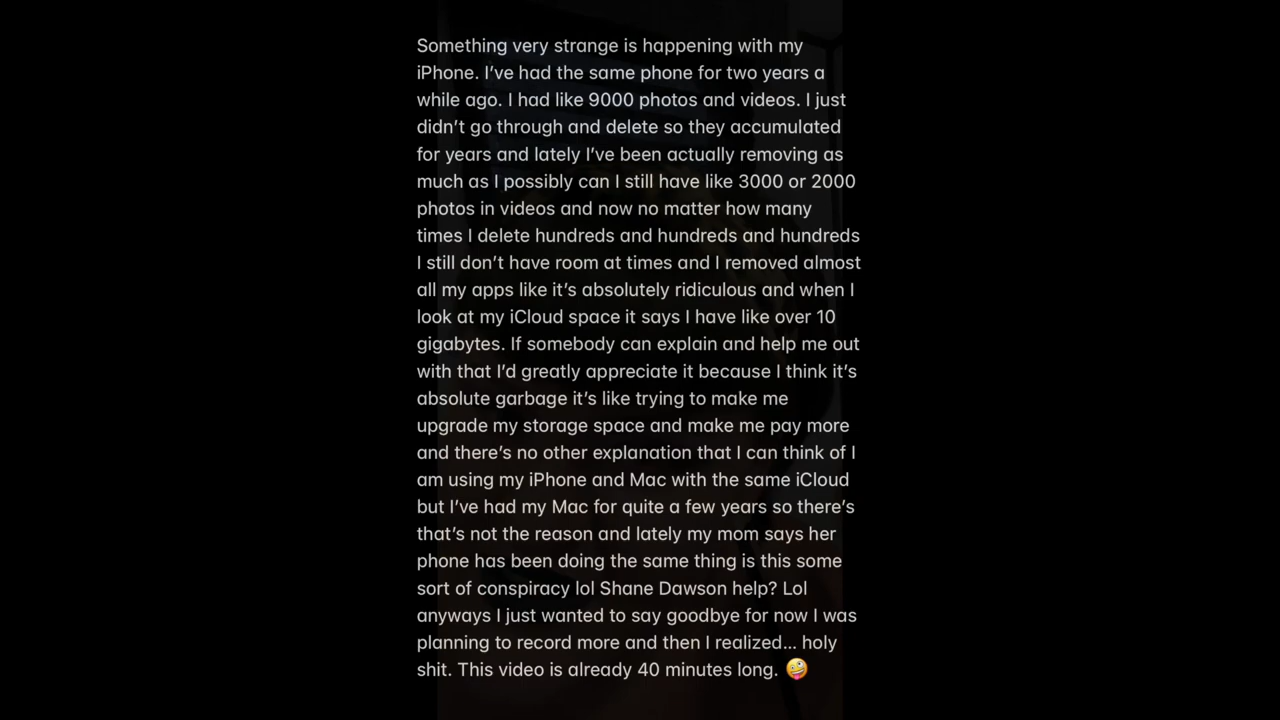 Something very strange is happening with my
iPhone. I’ve had the same phone for two years a
while ago. I had like 9000 photos and videos. I just
didn’t go through and delete so they accumulated
for years and lately I’ve been actually removing as
much as I possibly can I still have like 3000 or 2000
photos in videos and now no matter how many
times I delete hundreds and hundreds and hundreds
I still don’t have room at times and I removed almost
all my apps like it’s absolutely ridiculous and when I
look at my iCloud space it says I have like over 10
gigabytes. If somebody can explain and help me out
with that I’d greatly appreciate it because I think it’s
absolute garbage it’s like trying to make me
upgrade my storage space and make me pay more
and there’s no other explanation that I can think of I
am using my iPhone and Mac with the same iCloud
but I’ve had my Mac for quite a few years so there’s
that’s not the reason and lately my mom says her
phone has been doing the same thing is this some
sort of conspiracy lol Shane Dawson help? Lol
anyways I just wanted to say goodbye for now I was
planning to record more and then I realized... holy
shit. This video is already 40 minutes long. 🤪